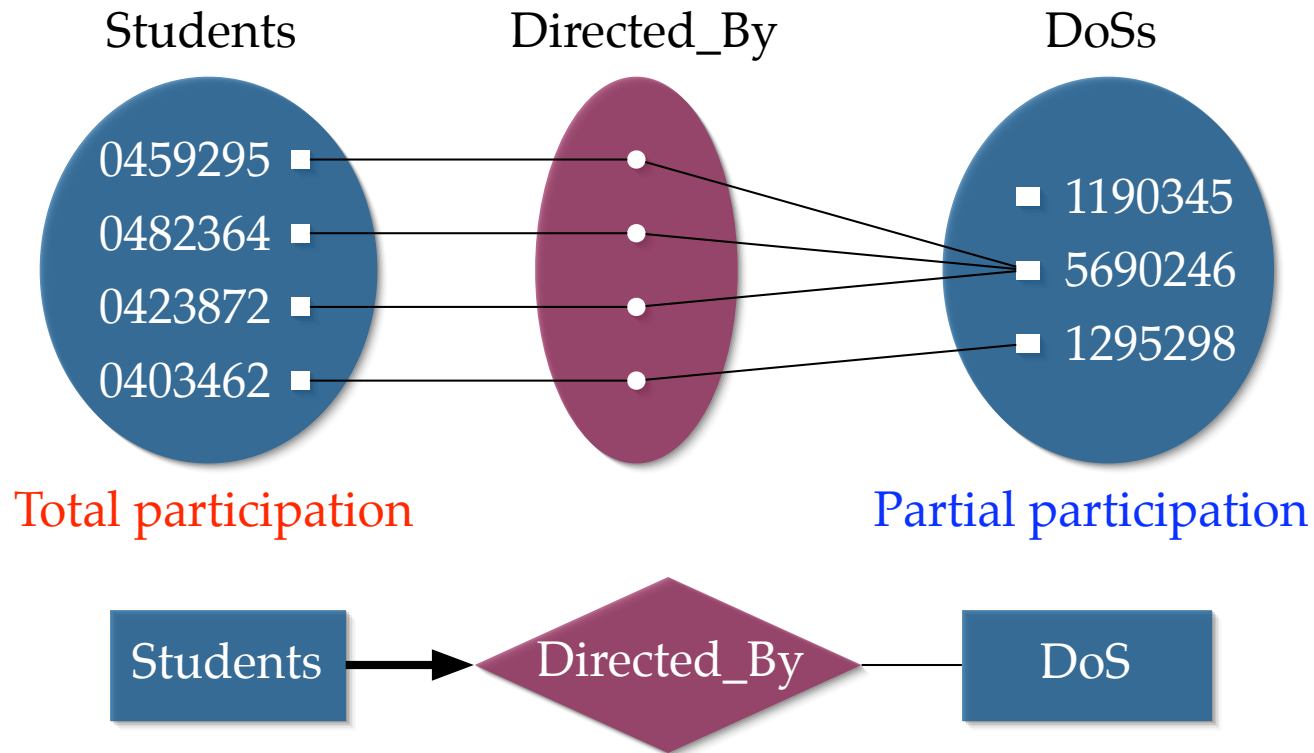 Students
Directed_By
DoSs
0459295
0482364
0423872
0403462
1190345
5690246
1295298
Total participation
Partial participation
Students
Directed_By
DoS